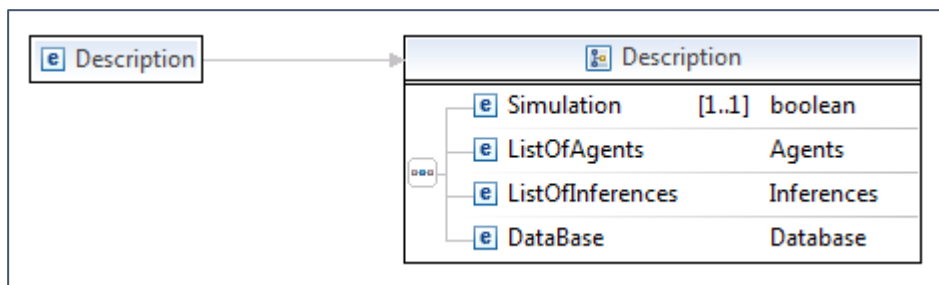 e Description
Description
e Simulation [1..1] boolean
e ListOfAgents Agents
e ListOfInferences Inferences
e DataBase Database